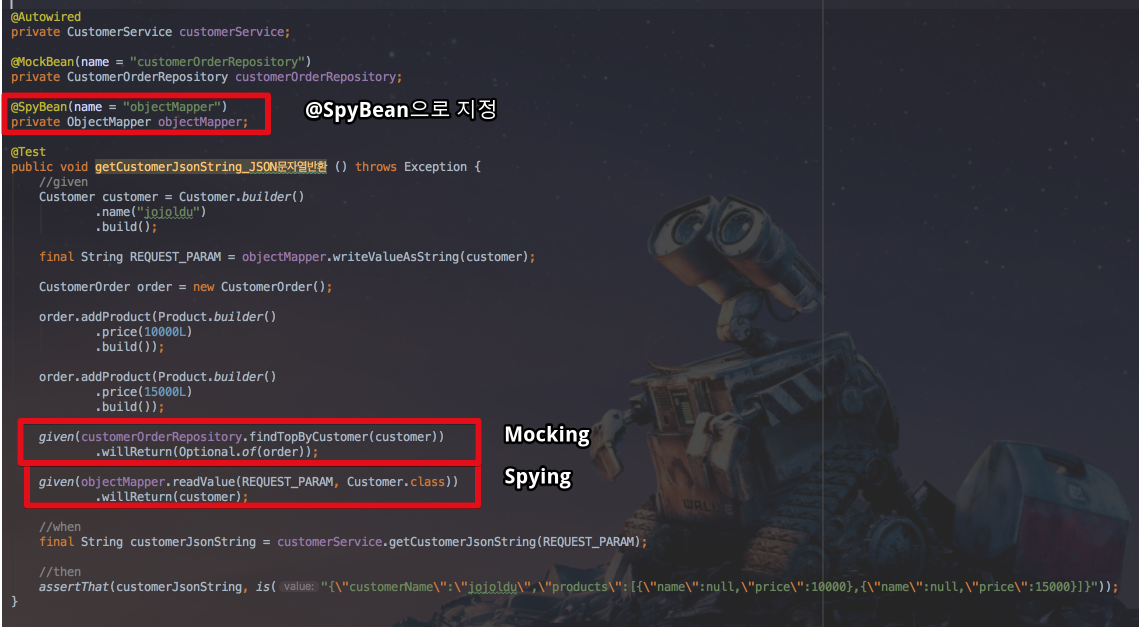 @Autowired
private CustomerService customerService;
@MockBean(name = "customerOrderRepository")
private CustomerOrderRepository customerOrderRepository;
@SpyBean(name = "objectMapper")
private ObjectMapper objectMapper;
@SpyBean으로 지정
@Test
public void getCustomerJsonString_JSON문자열반환 () throws Exception {
//given
Customer customer = Customer.builder()
.name("jojoldu")
.build();
final String REQUEST_PARAM = objectMapper.writeValueAsString(customer);
CustomerOrder order = new CustomerOrder();
order.addProduct(Product.builder()
.price(10000L)
.build());
order.addProduct(Product.builder()
.price(15000L)
.build());
given(customerOrderRepository.findTopByCustomer(customer))
.willReturn(Optional.of(order));
Mocking
given(objectMapper.readValue(REQUEST_PARAM, Customer.class))
.willReturn(customer);
Spying
//when
final String customerJsonString = customerService.getCustomerJsonString(REQUEST_PARAM);
//then
assertThat(customerJsonString, is( value: "{\"customerName\":\"jojoldu\",\"products\":[{\"name\":null,\"price\":10000},{\"name\":null,\"price\":15000}]}"));
}
WALL·E